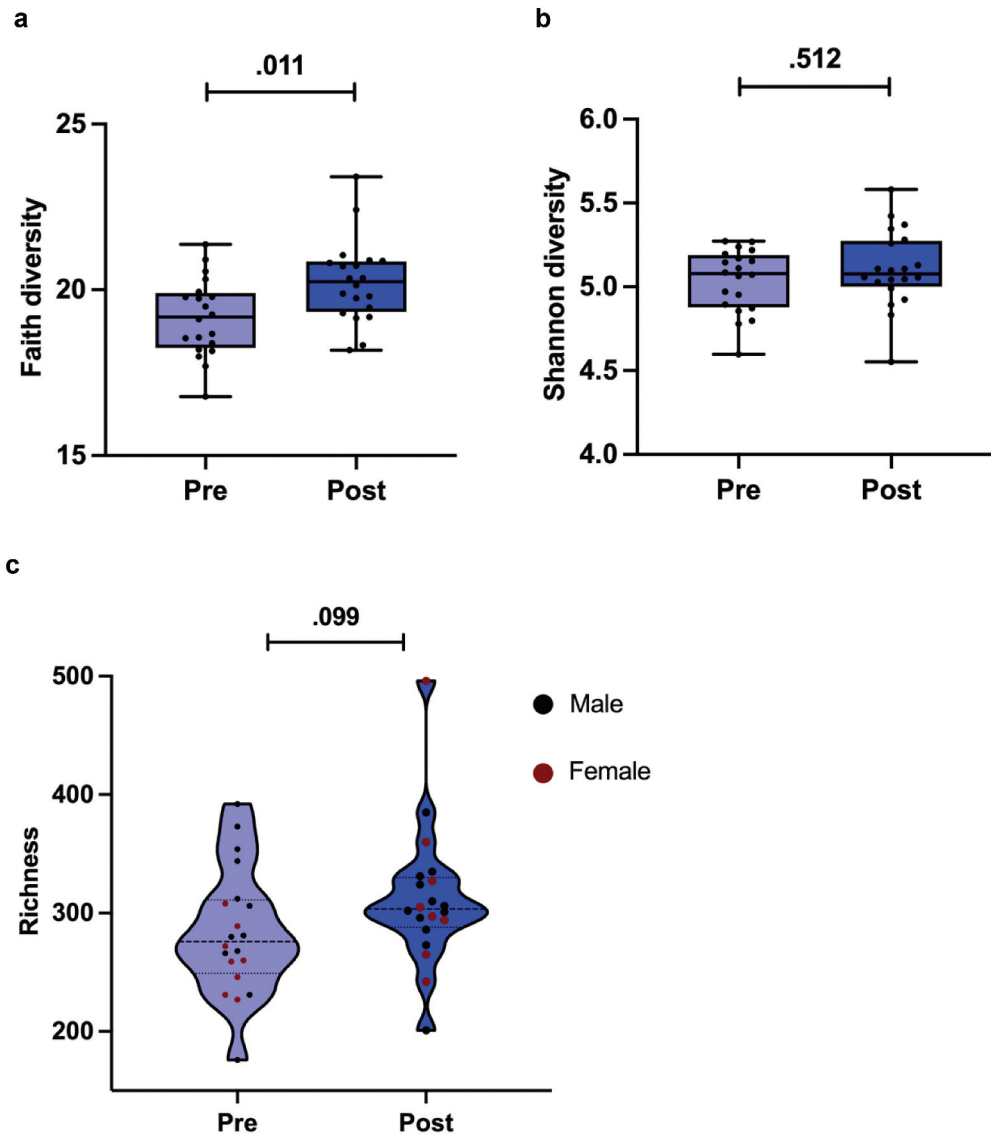 a
.011
25
20
15
Faith diversity
Pre
Post
b
.512
6.0
5.5
5.0
4.5
4.0
Shannon diversity
Pre
Post
c
.099
500
400
300
200
Richness
Pre
Post
Male
Female